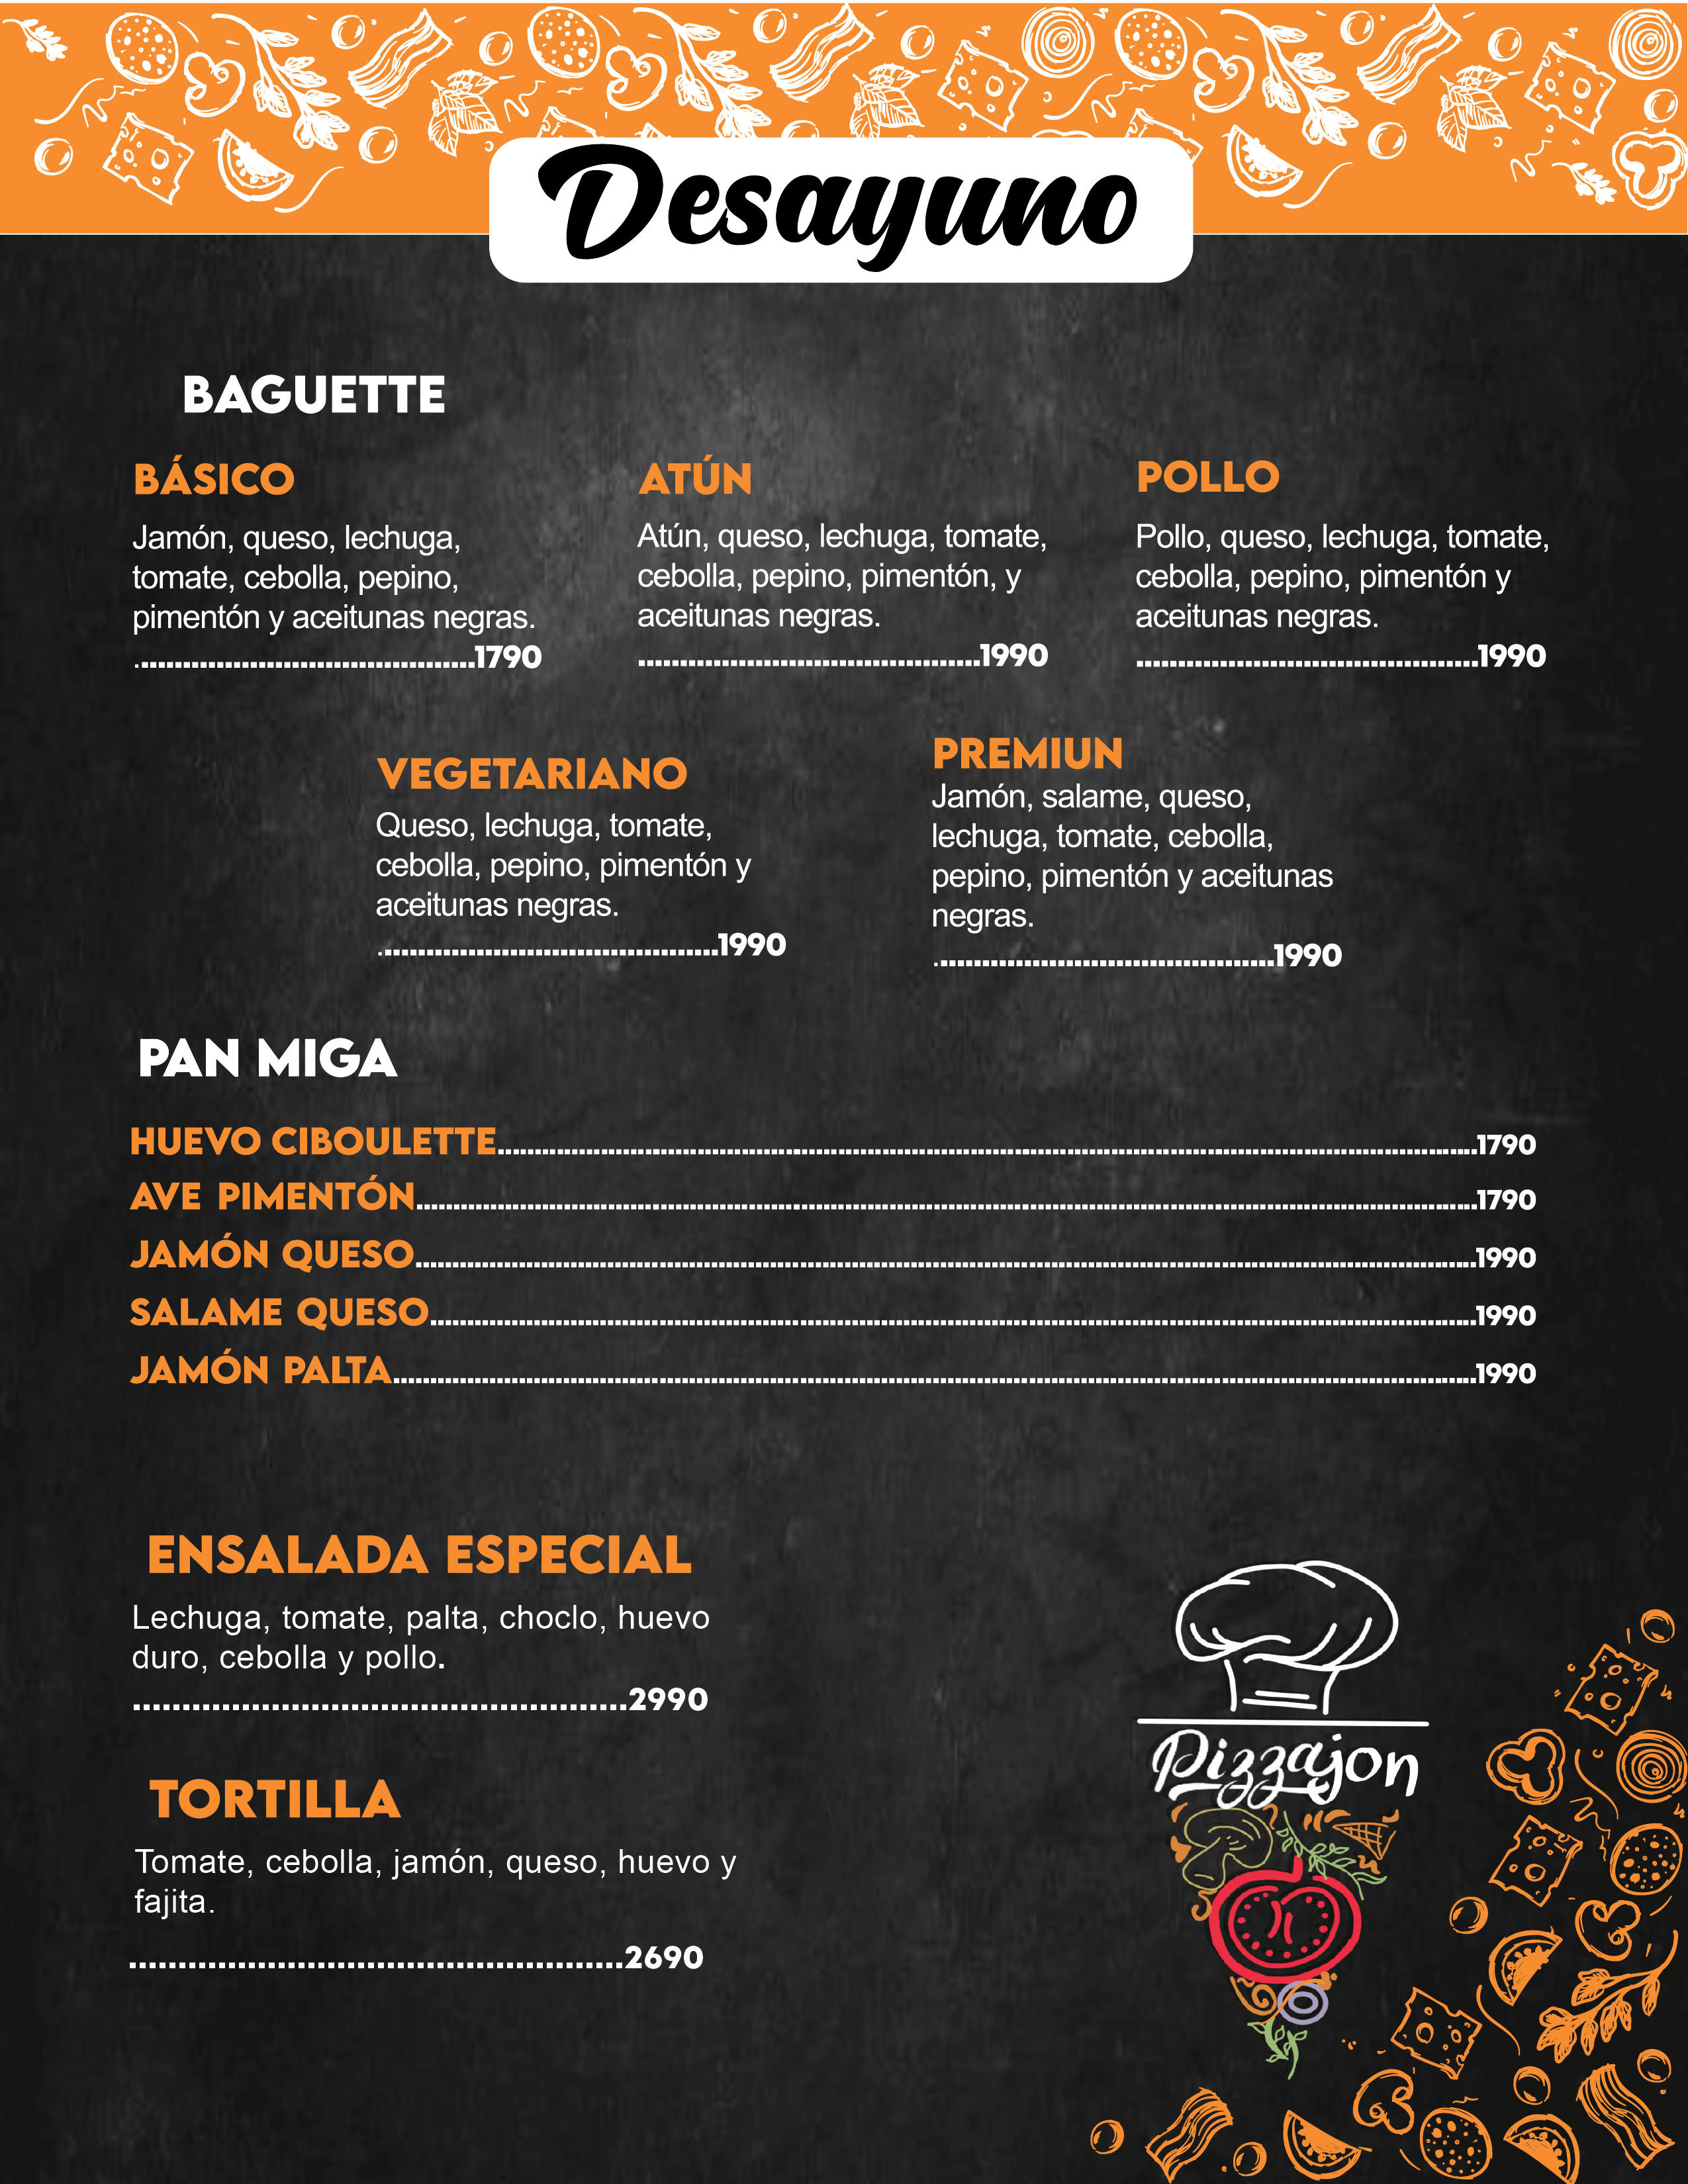 Desayuno
BAGUETTE
BÁSICO
Jamón, queso, lechuga,
tomate, cebolla, pepino,
pimentón y aceitunas negras.
........................................1790
ATÚN
Atún, queso, lechuga, tomate,
cebolla, pepino, pimentón, y
aceitunas negras.
........................................1990
POLLO
Pollo, queso, lechuga, tomate,
cebolla, pepino, pimentón y
aceitunas negras.
........................................1990
VEGETARIANO
Queso, lechuga, tomate,
cebolla, pepino, pimentón y
aceitunas negras.
........................................1990
PREMIUN
Jamón, salame, queso,
lechuga, tomate, cebolla,
pepino, pimentón y aceitunas
negras.
........................................1990
PAN MIGA
HUEVO CIBOULETTE........................................1790
AVE PIMENTÓN........................................1790
JAMÓN QUESO........................................1990
SALAME QUESO........................................1990
JAMÓN PALTA........................................1990
ENSALADA ESPECIAL
Lechuga, tomate, palta, choclo, huevo
duro, cebolla y pollo.
........................................2990
TORTILLA
Tomate, cebolla, jamón, queso, huevo y
fajita.
........................................2690
Pizzajon